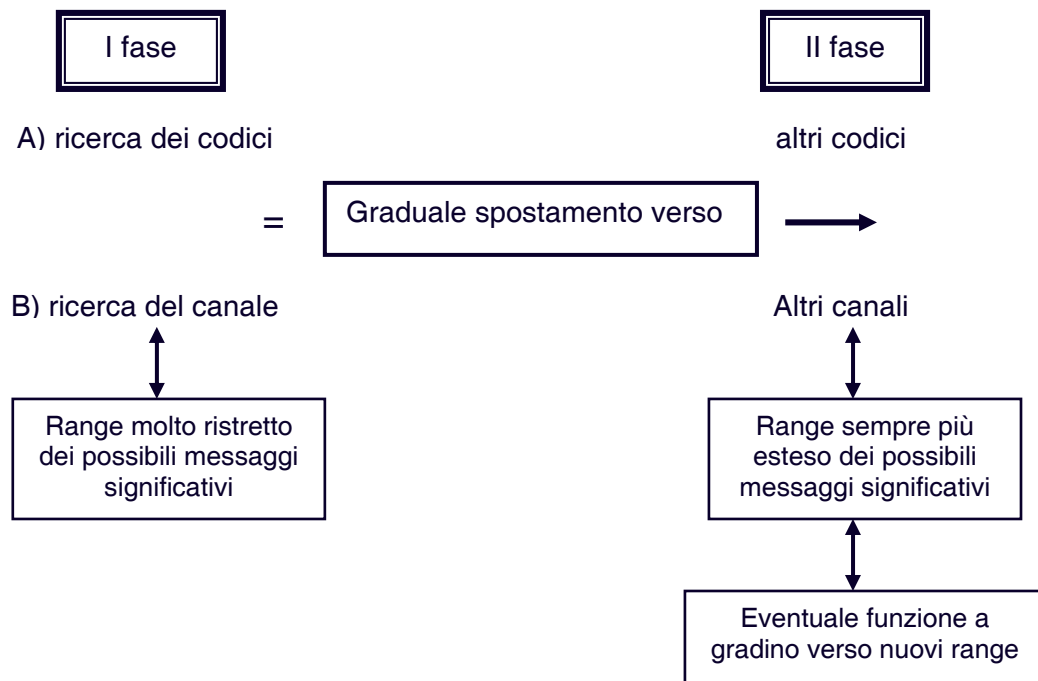 I fase
II fase
A) ricerca dei codici
altri codici
=
Graduale spostamento verso
B) ricerca del canale
Altri canali
Range molto ristretto
dei possibili messaggi
significativi
Range sempre più
esteso dei possibili
messaggi significativi
Eventuale funzione a
gradino verso nuovi range